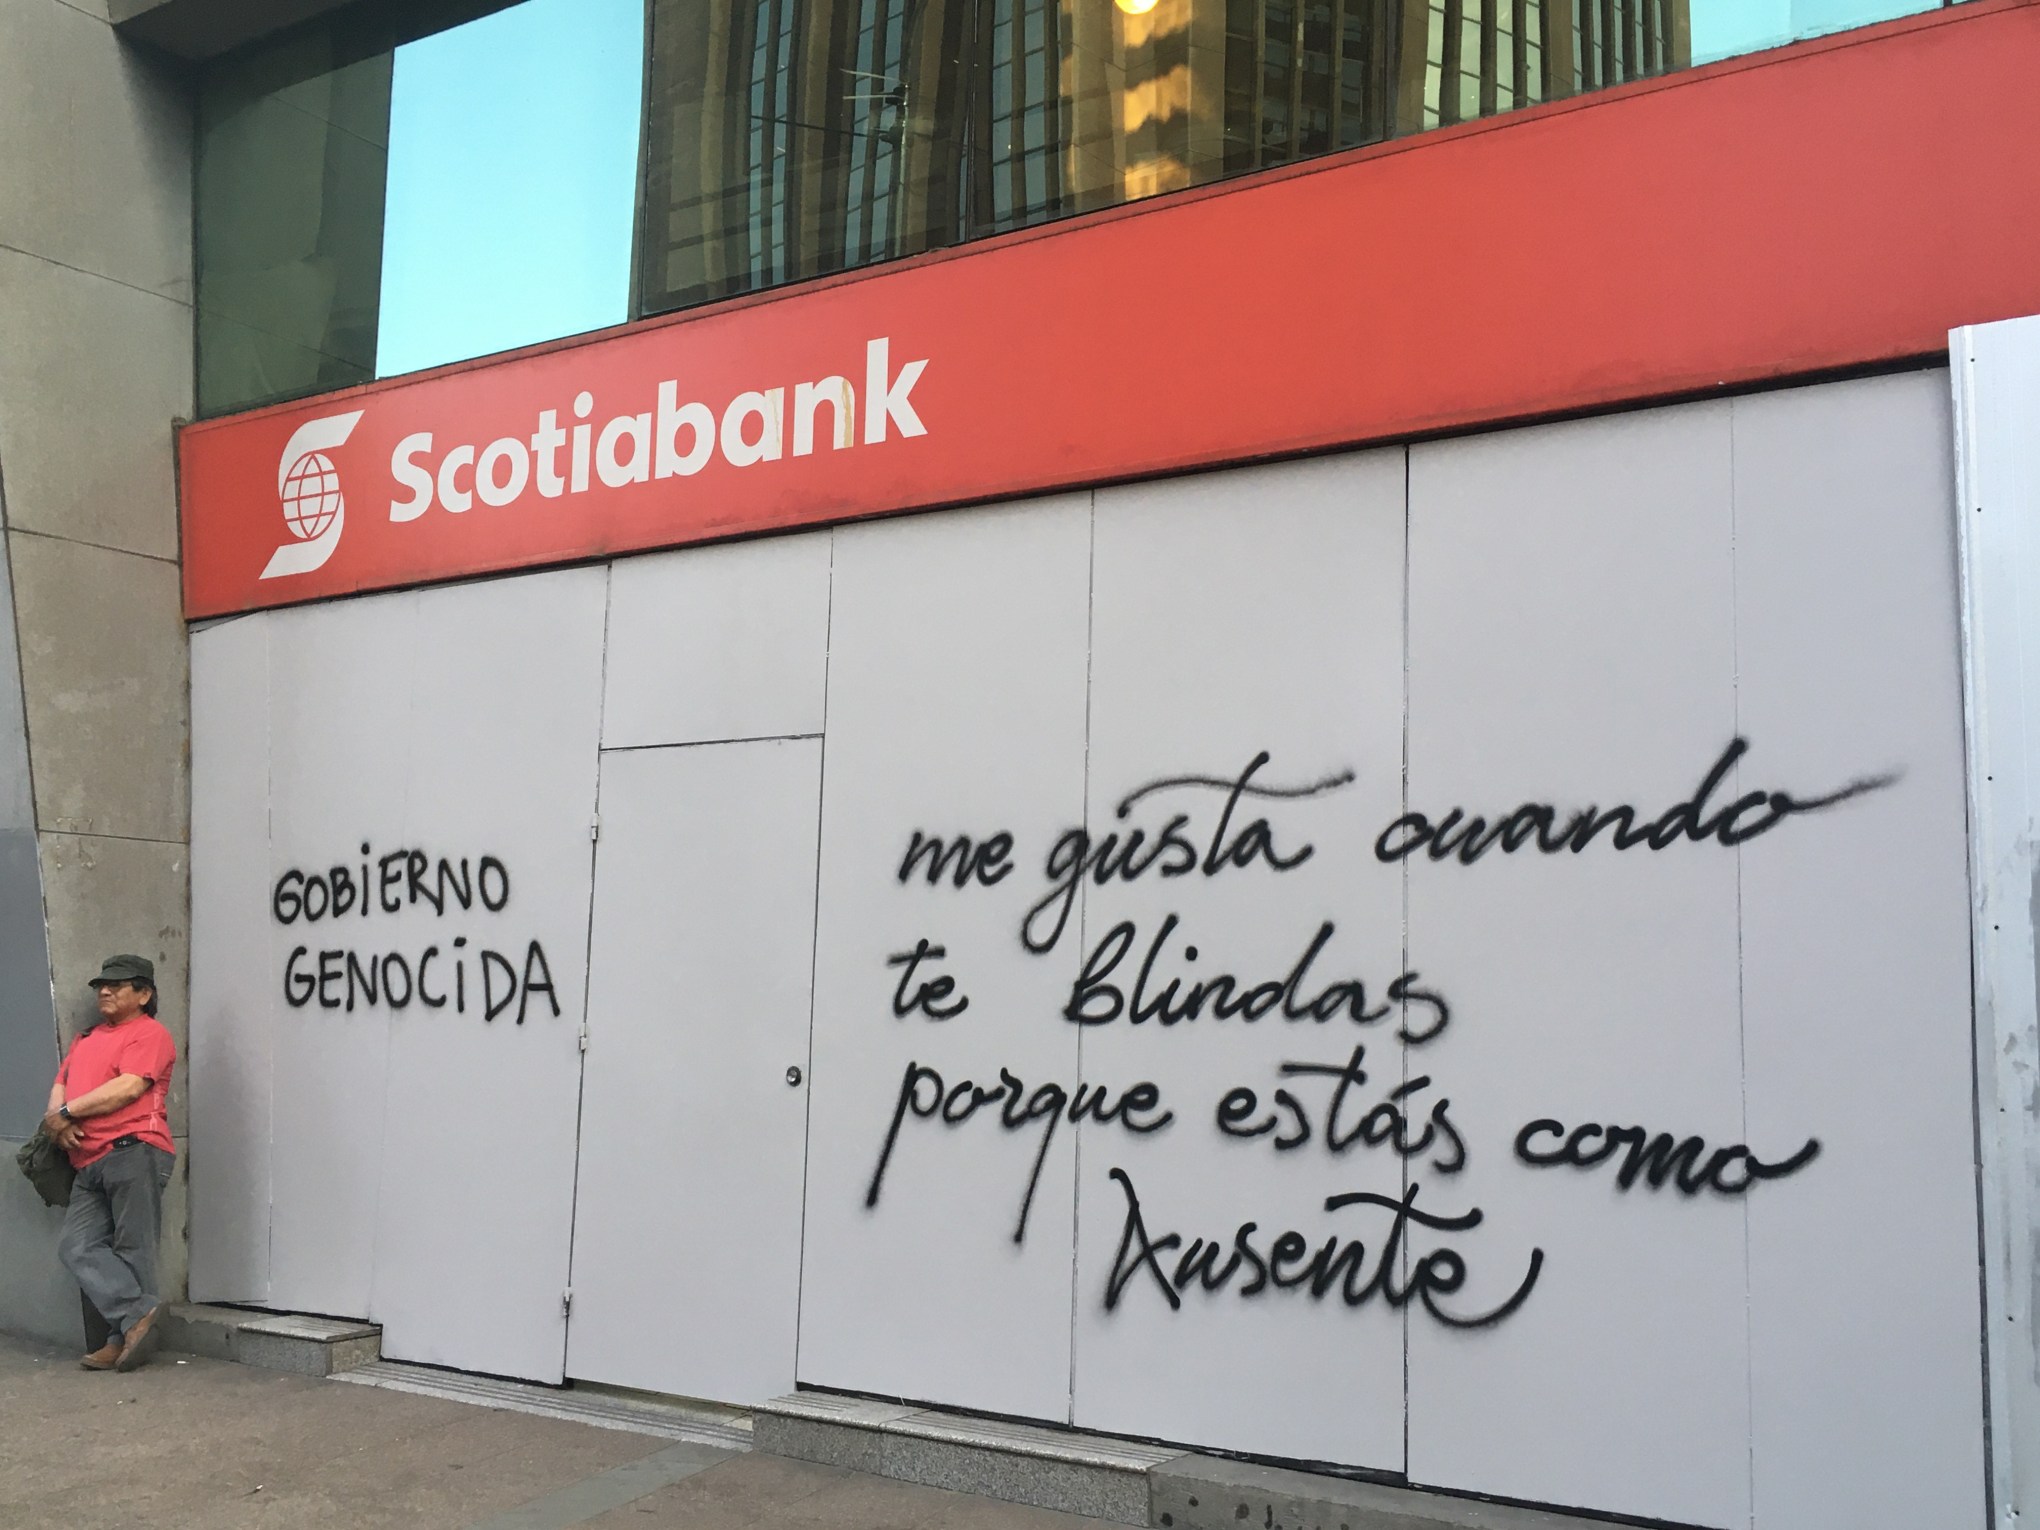 Scotiabank
GOBiERNO
GENOCiDA
me gusta cuando
te blindas
porque estás como
Ausente